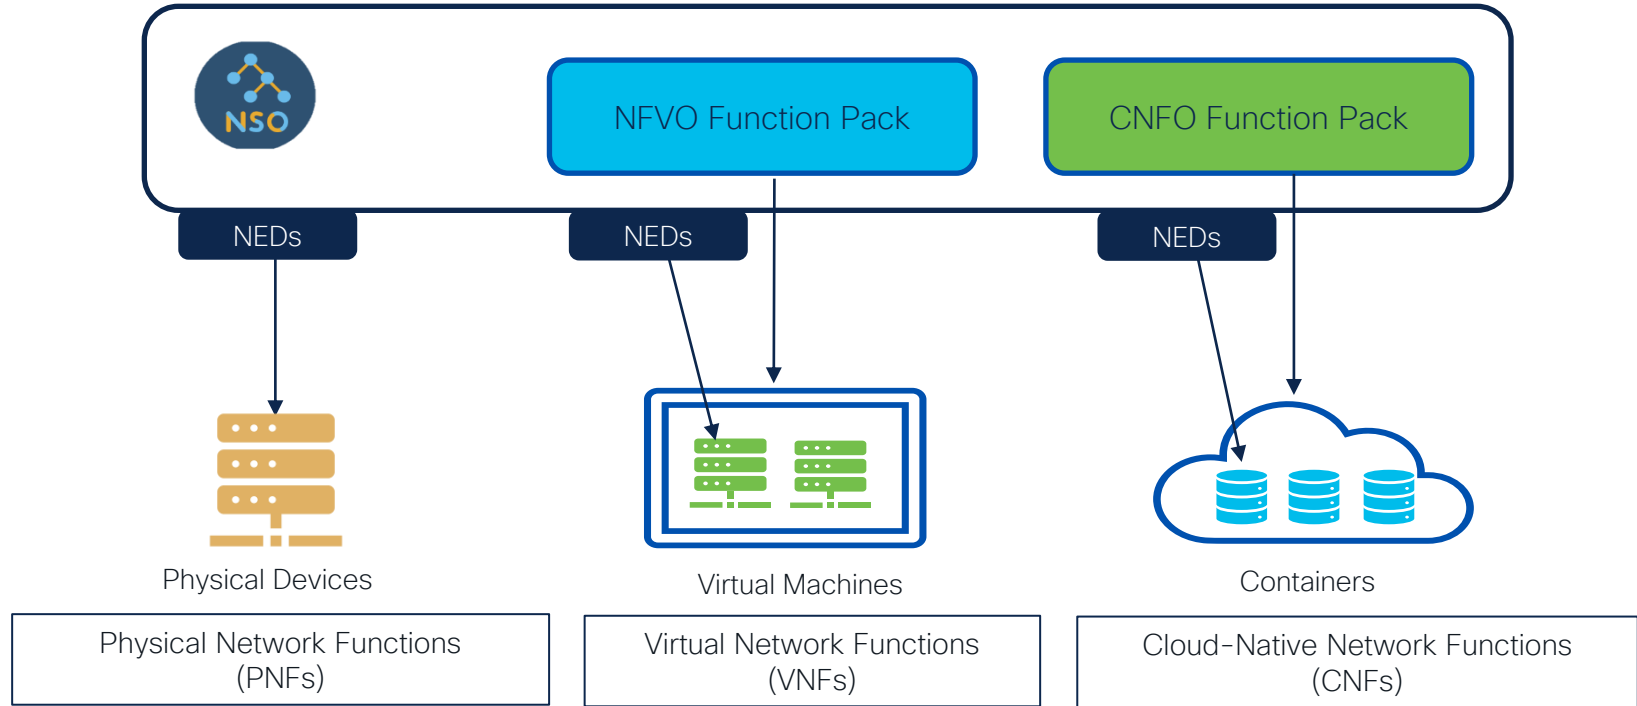 NSO
NFVO Function Pack
CNFO Function Pack
NEDs
NEDs
NEDs
Physical Devices
Virtual Machines
Containers
Physical Network Functions
(PNFs)
Virtual Network Functions
(VNFs)
Cloud-Native Network Functions
(CNFs)